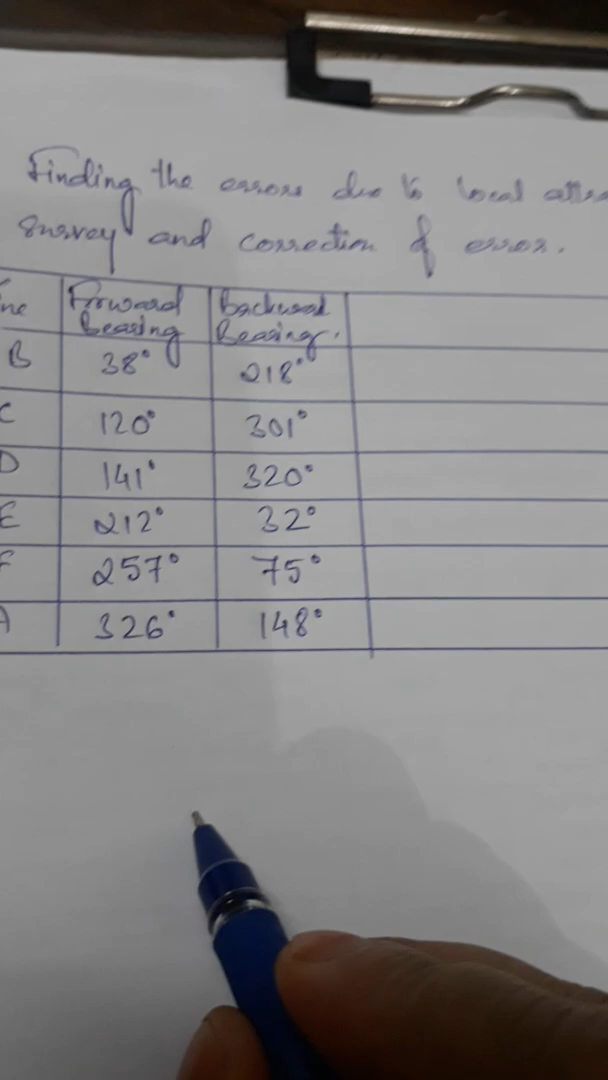 Finding the errors due to local
survey and correction of error.
Forward Bearing Backward Bearing.
B 38° 218°
C 120° 301°
D 141° 320°
E 212° 32°
F 257° 75°
A 326° 148°